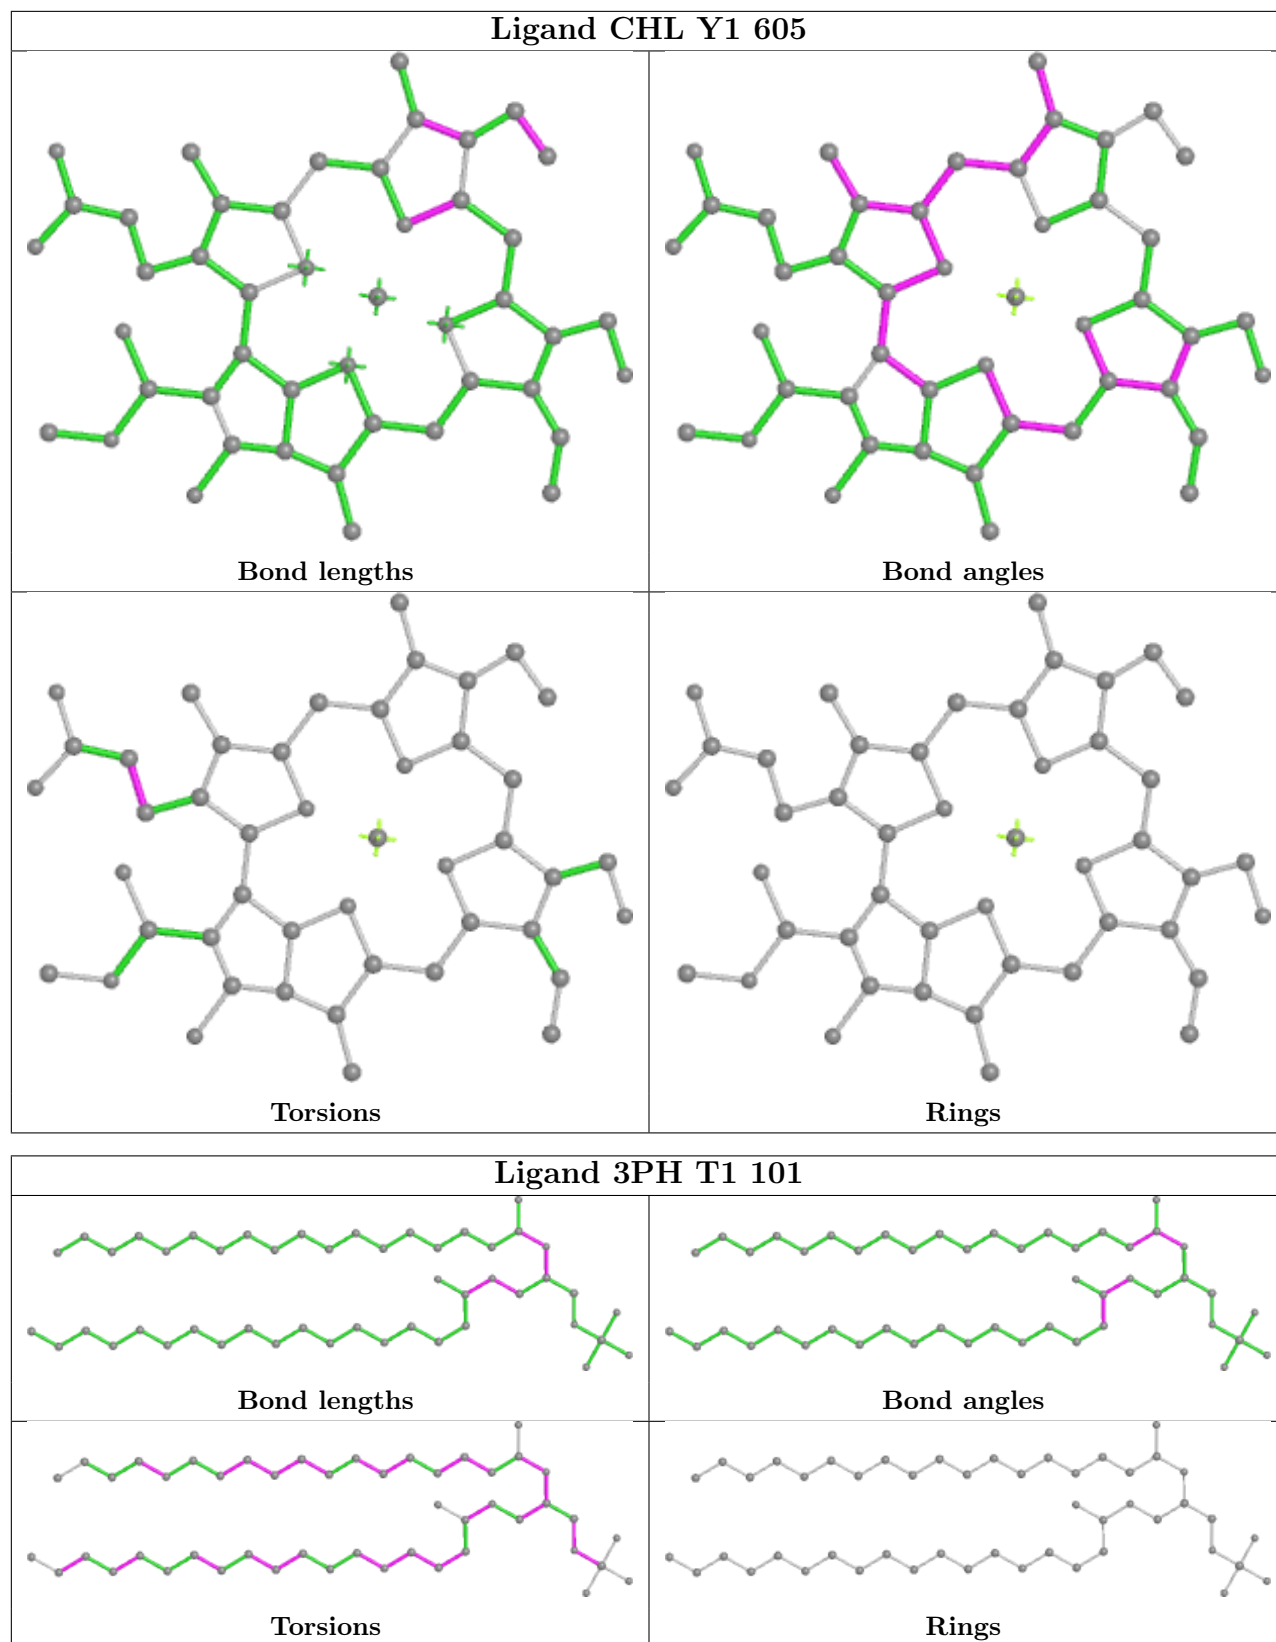 Ligand CHL Y1 605
Bond lengths
Bond angles
Torsions
Rings
Ligand 3PH T1 101
Bond lengths
Bond angles
Torsions
Rings